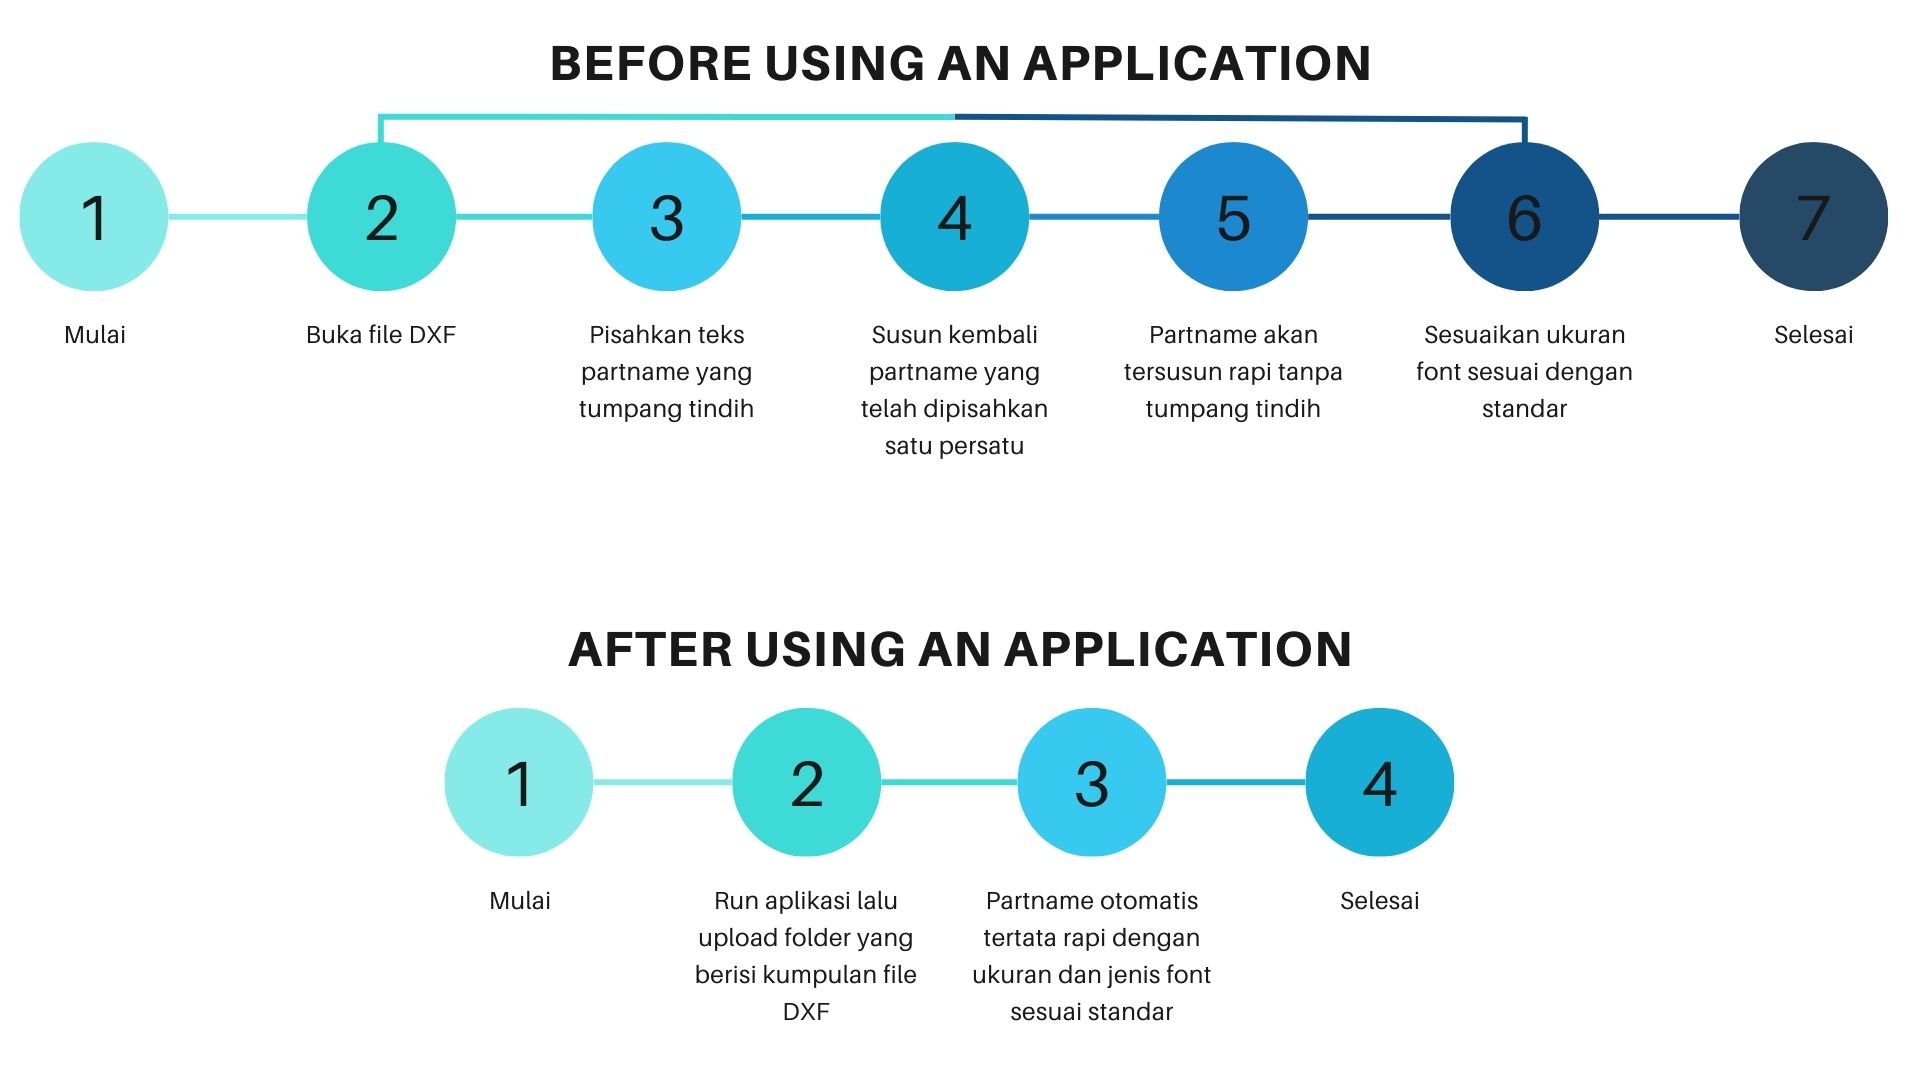 BEFORE USING AN APPLICATION
1
2
3
4
5
6
7
Mulai
Buka file DXF
Pisahkan teks
partname yang
tumpang tindih
Susun kembali
partname yang
telah dipisahkan
satu persatu
Partname akan
tersusun rapi tanpa
tumpang tindih
Sesuaikan ukuran
font sesuai dengan
standar
Selesai
AFTER USING AN APPLICATION
1
2
3
4
Mulai
Run aplikasi lalu
upload folder yang
berisi kumpulan file
DXF
Partname otomatis
tertata rapi dengan
ukuran dan jenis font
sesuai standar
Selesai